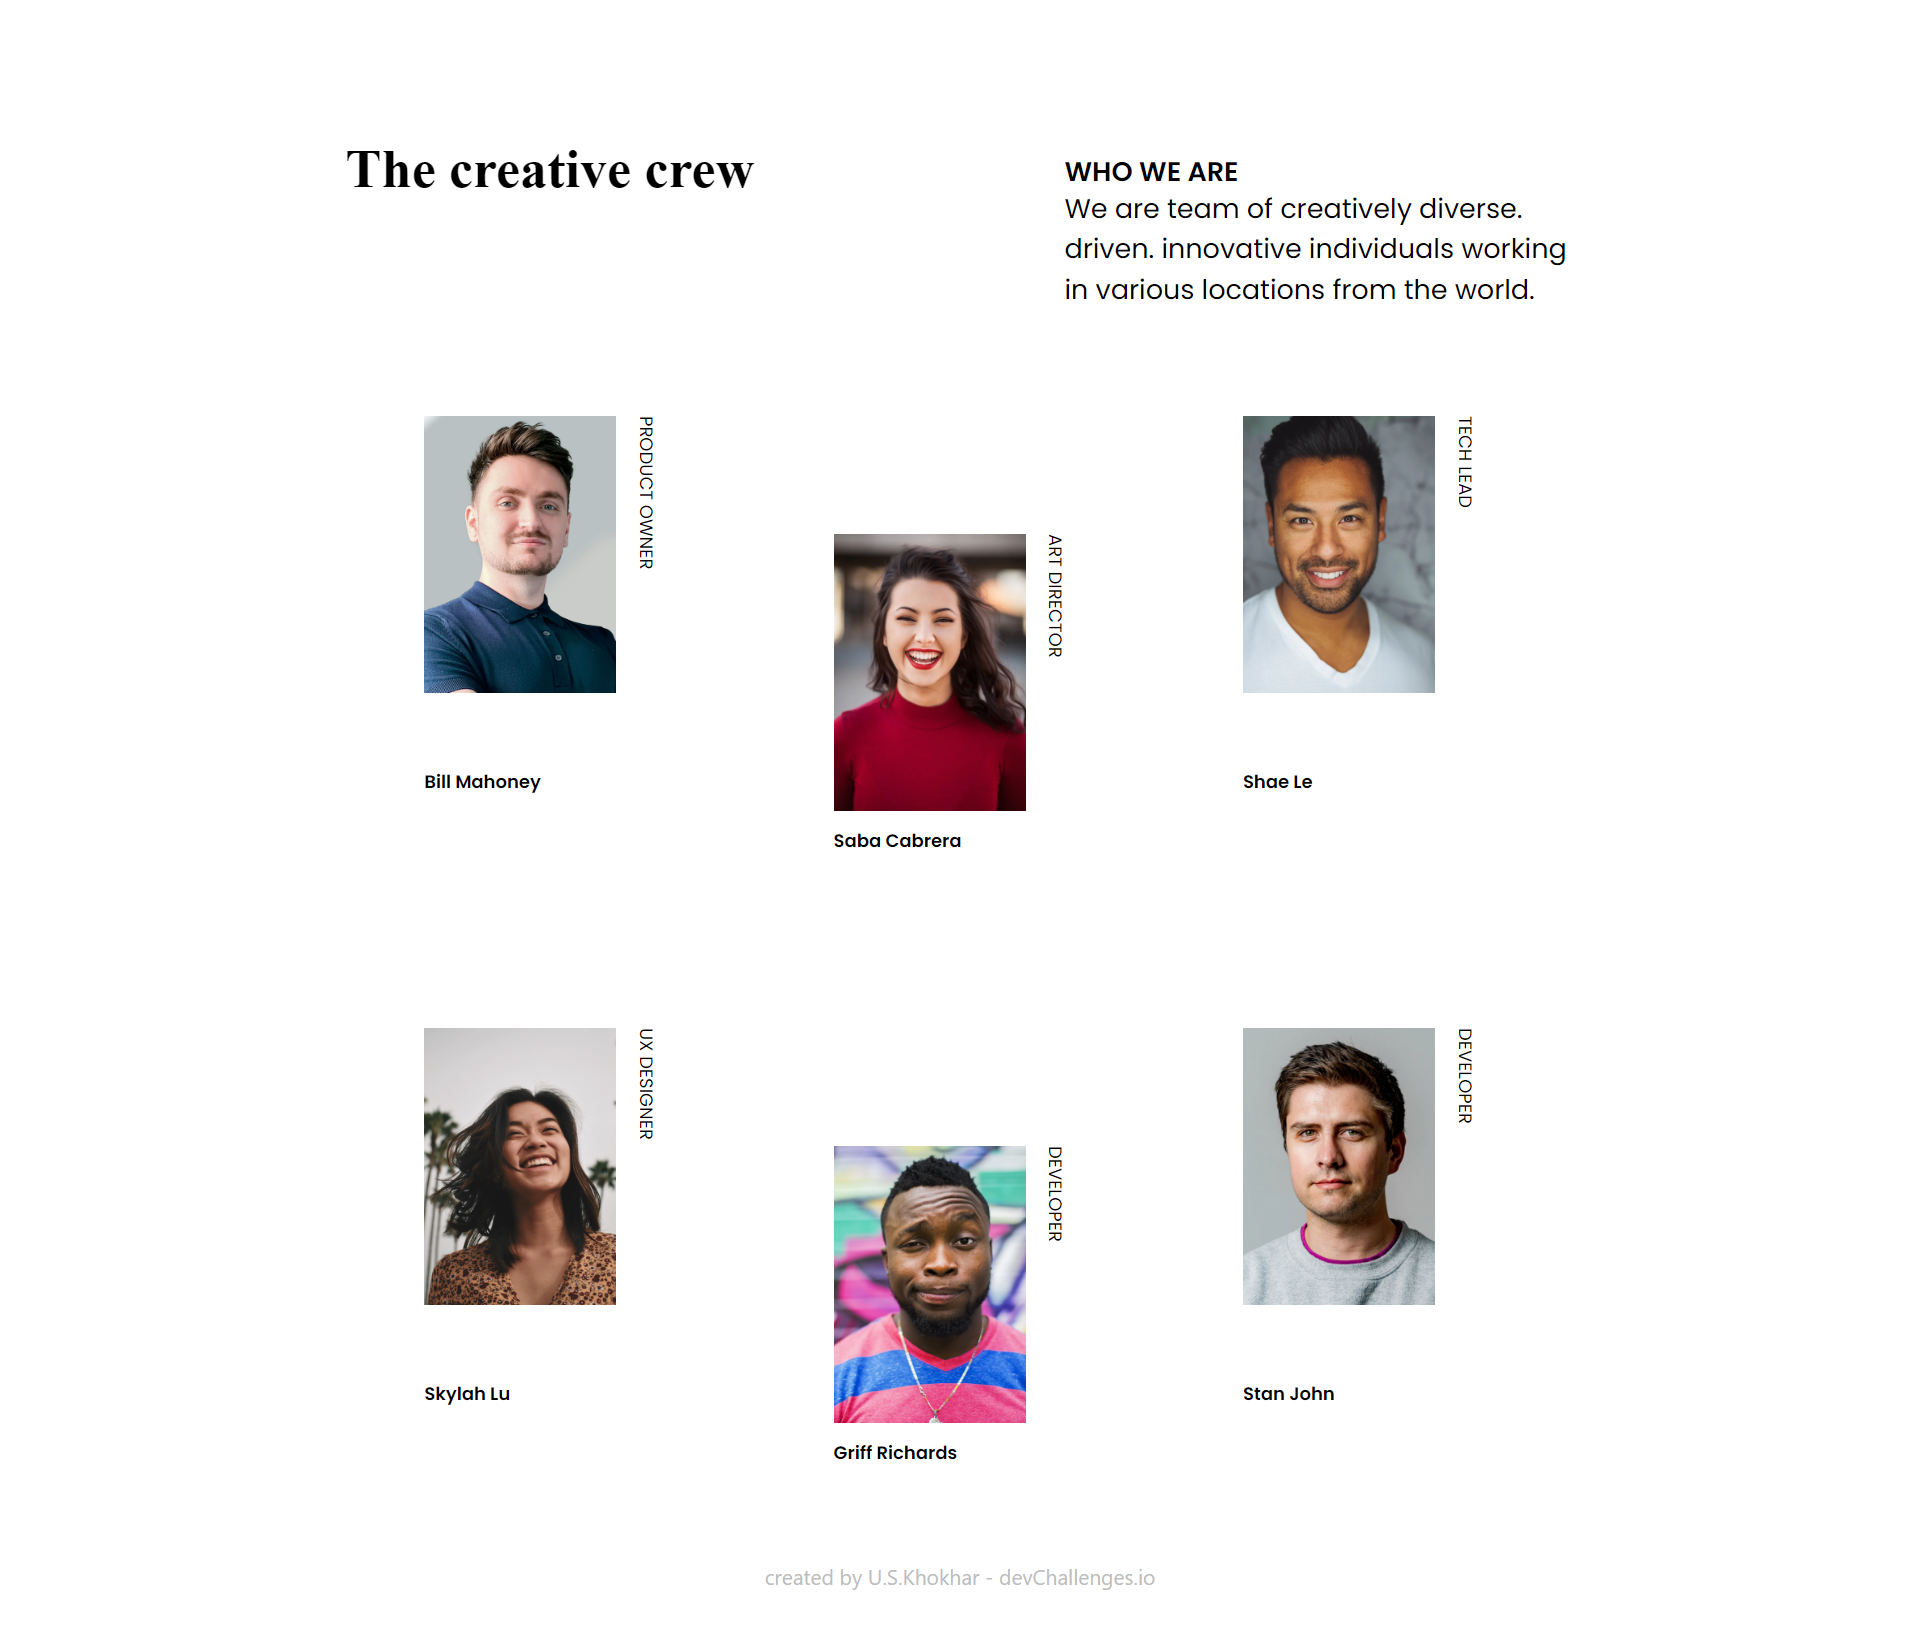 The creative crew
WHO WE ARE
We are team of creatively diverse.
driven. innovative individuals working
in various locations from the world.
PRODUCT OWNER
Bill Mahoney
ART DIRECTOR
Saba Cabrera
TECH LEAD
Shae Le
UX DESIGNER
Skylah Lu
DEVELOPER
Griff Richards
DEVELOPER
Stan John
created by U.S.Khokhar - devChallenges.io